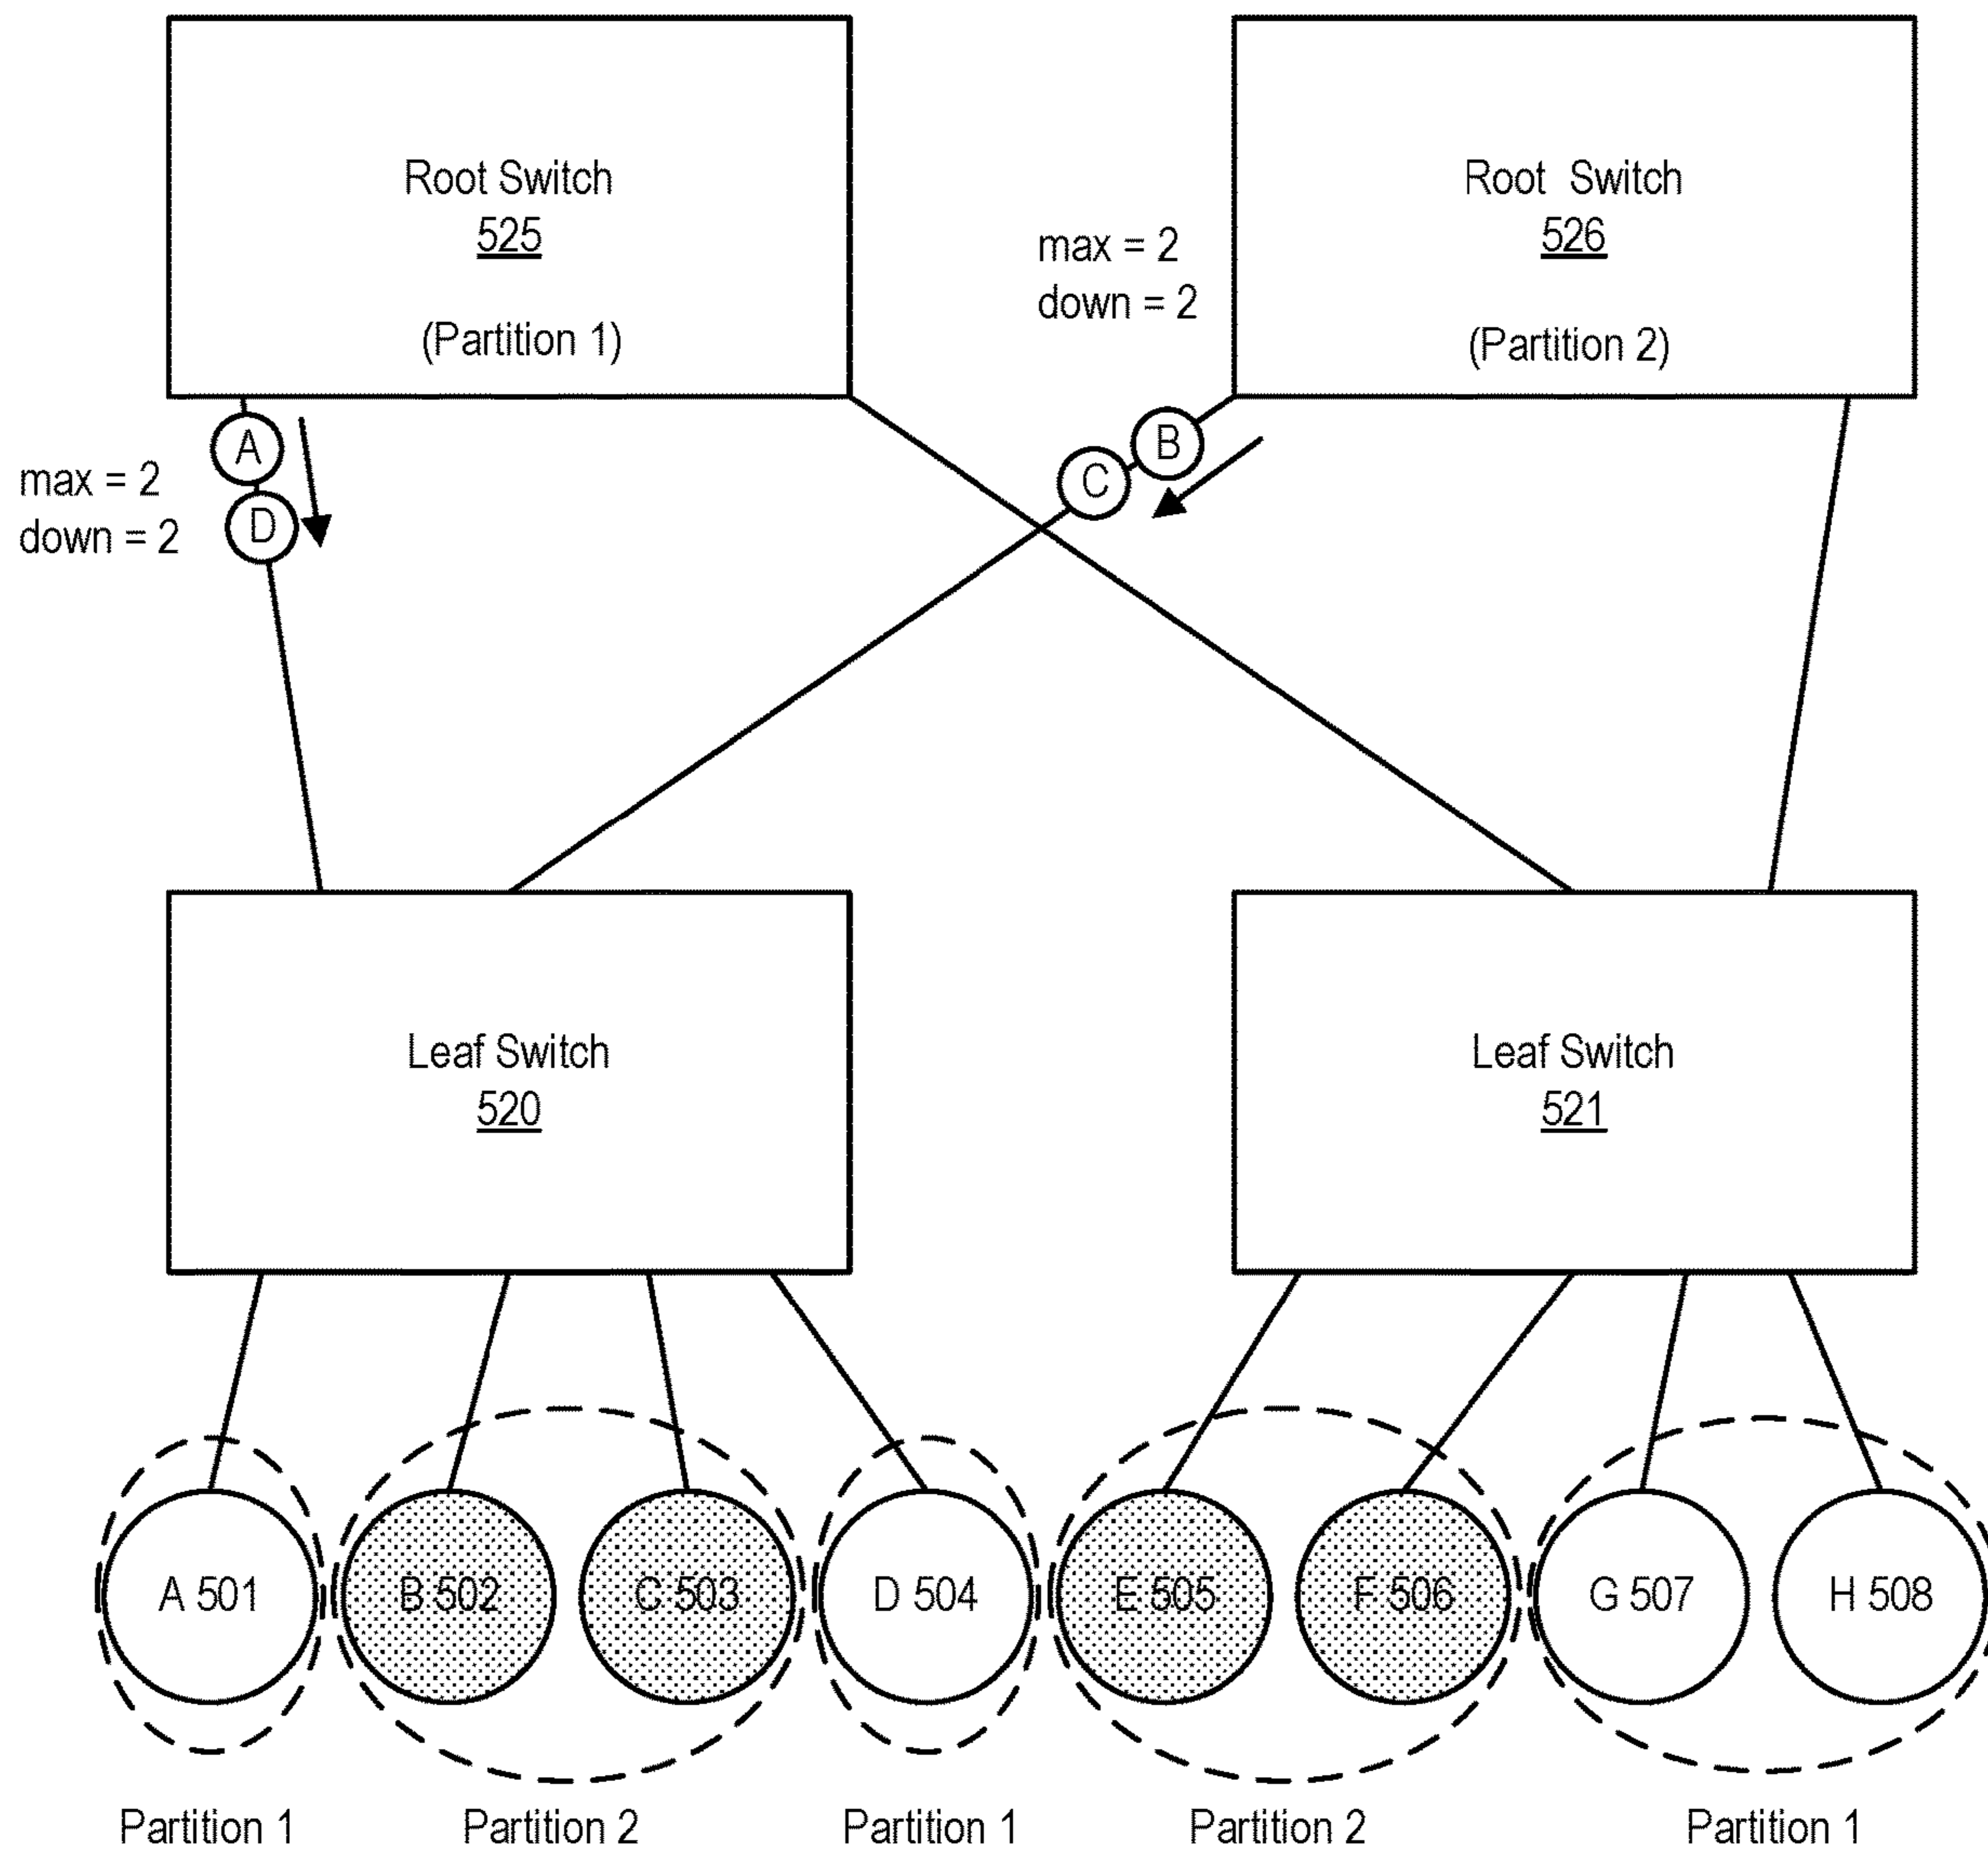 Root Switch
525
(Partition 1)
Root Switch
526
(Partition 2)
max = 2
down = 2
A
D
max = 2
down = 2
B
C
Leaf Switch
520
Leaf Switch
521
A 501
B 502
C 503
D 504
E 505
F 506
G 507
H 508
Partition 1
Partition 2
Partition 1
Partition 2
Partition 1